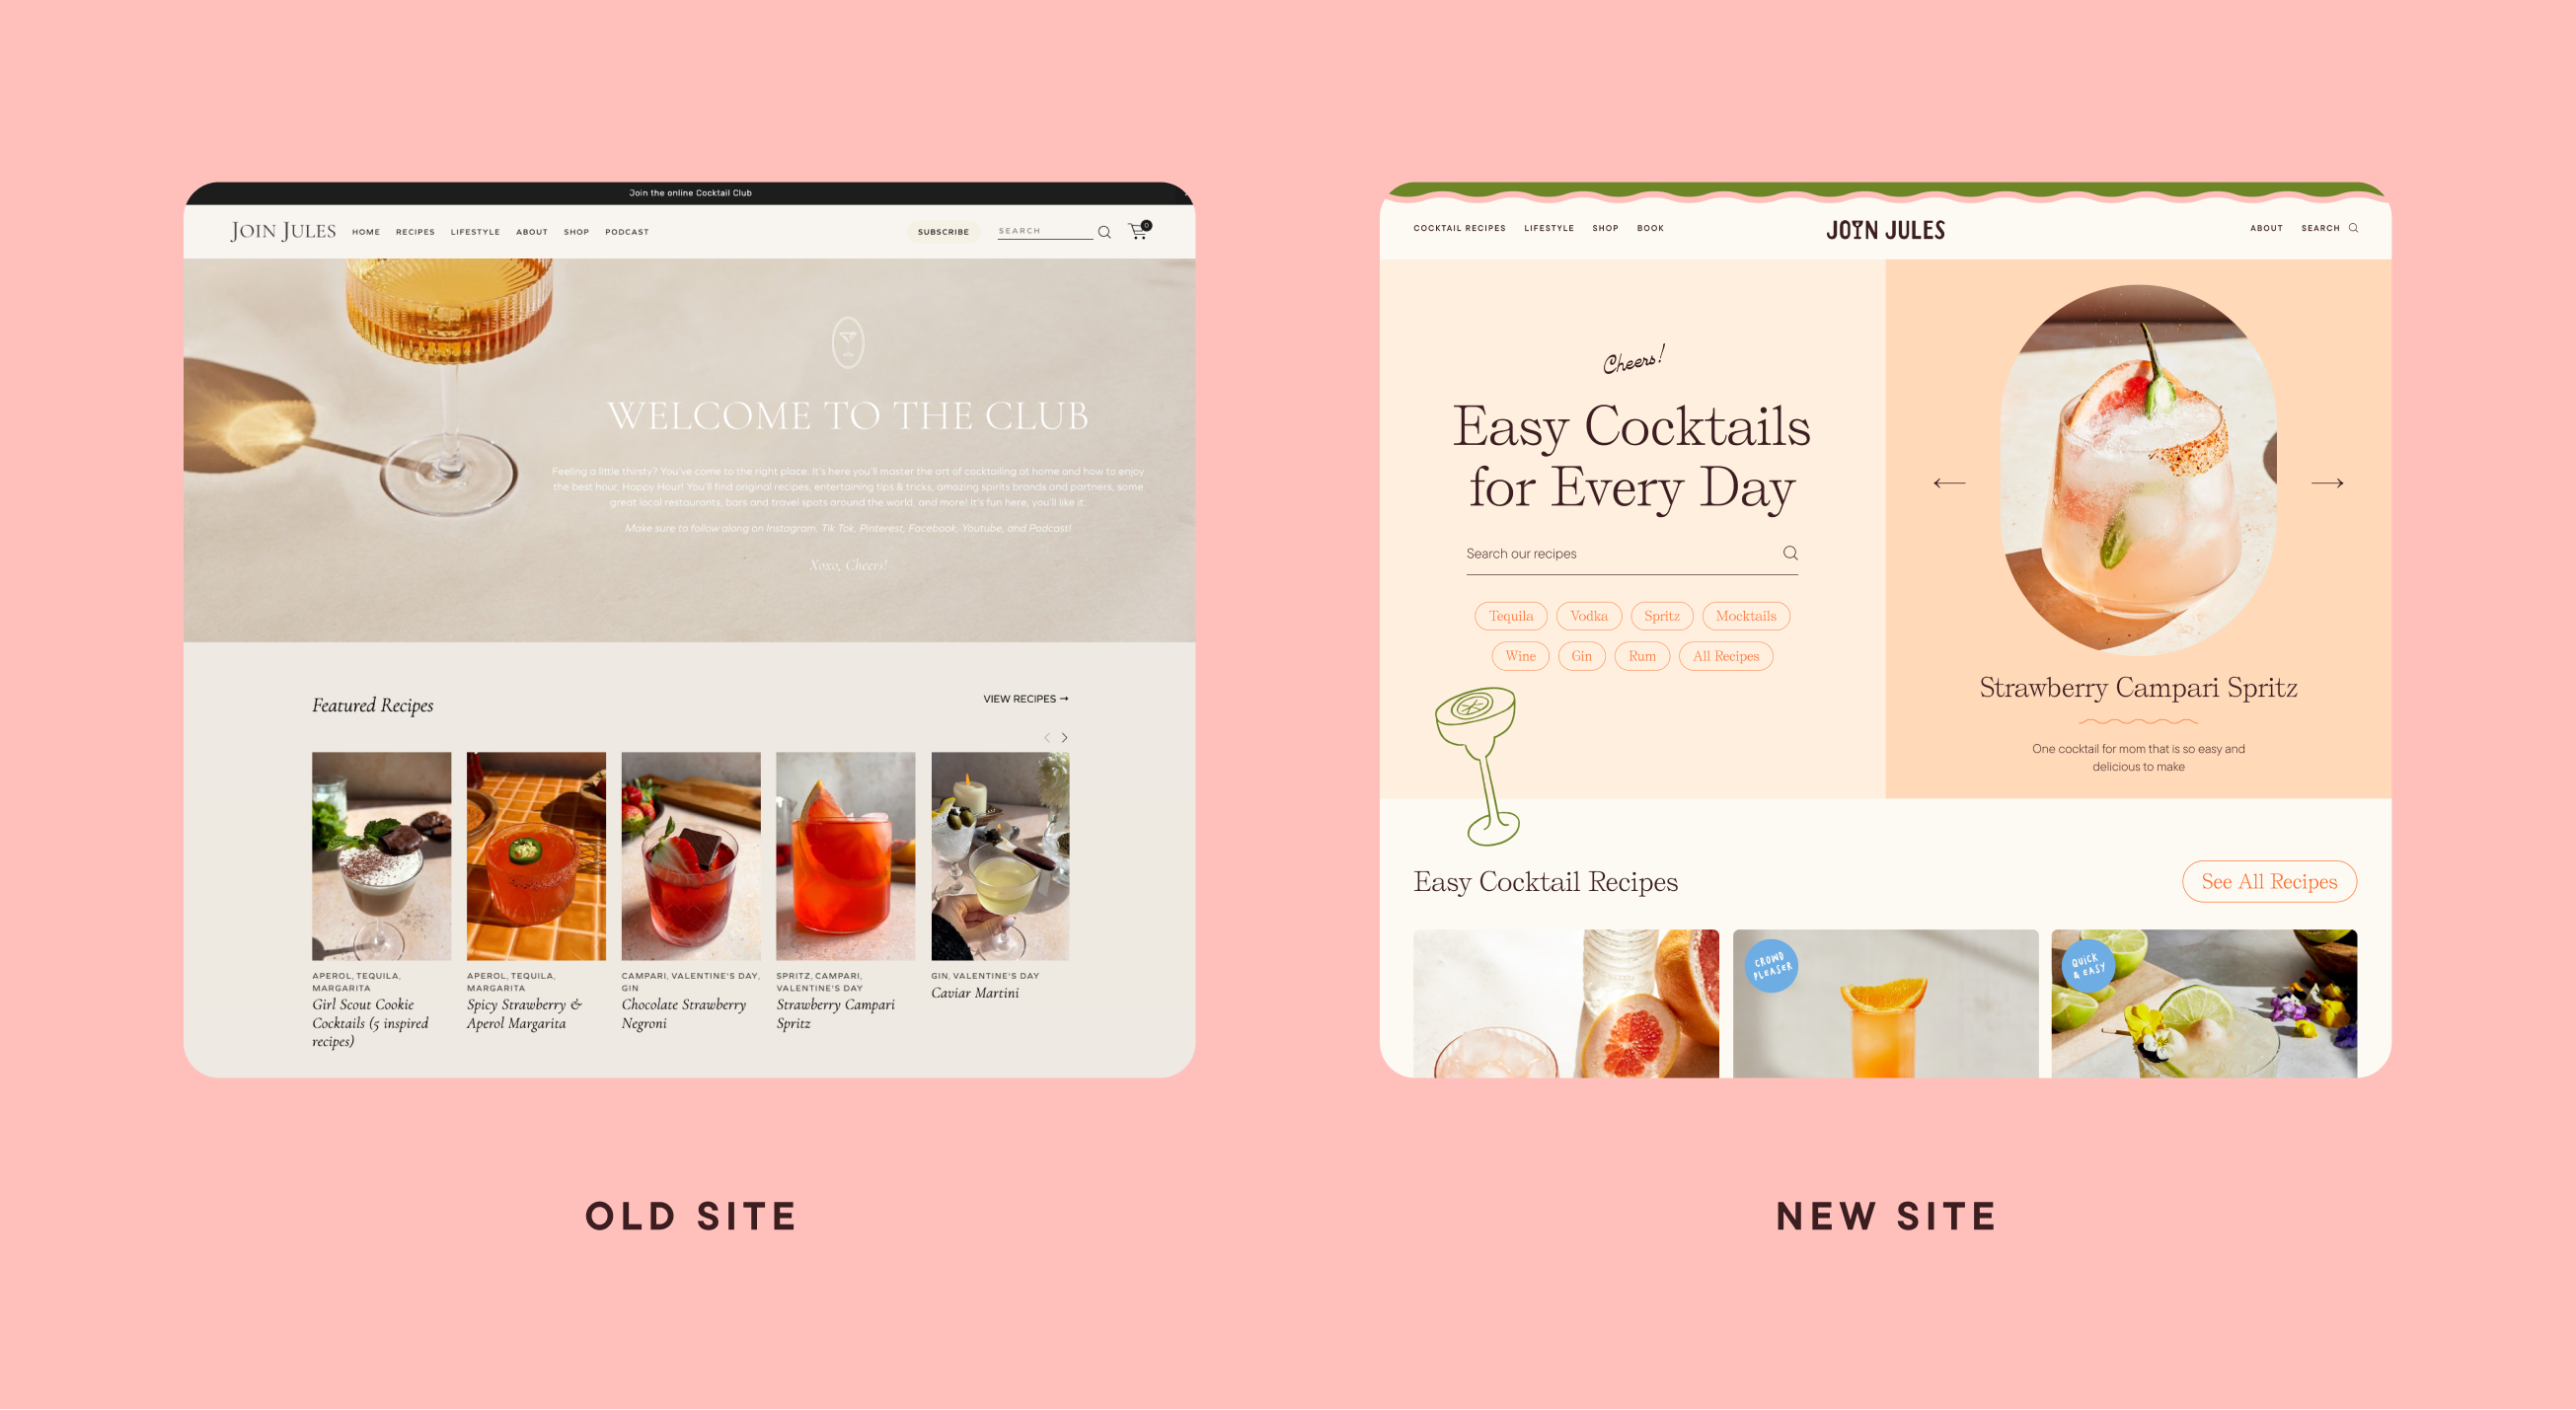 Join the online Cocktail Club
JOIN JULES HOME RECIPES LIFESTYLE ABOUT SHOP PODCAST SUBSCRIBE SEARCH 0
WELCOME TO THE CLUB
Feeling a little thirsty? You've come to the right place. It's here you'll master the art of cocktailing at home and how to enjoy
the best hour, Happy Hour! You'll find original recipes, entertaining tips & tricks, amazing spirits brands and partners, some
great local restaurants, bars and travel spots around the world, and more! It's fun here, you'll like it.
Make sure to follow along on Instagram, Tik Tok, Pinterest, Facebook, Youtube, and Podcast!
Xoxo, Cheers!
Featured Recipes
VIEW RECIPES →
APEROL, TEQUILA,
MARGARITA
Girl Scout Cookie
Cocktails (5 inspired
recipes)
APEROL, TEQUILA,
MARGARITA
Spicy Strawberry &
Aperol Margarita
CAMPARI, VALENTINE'S DAY,
GIN
Chocolate Strawberry
Negroni
SPRITZ, CAMPARI,
VALENTINE'S DAY
Strawberry Campari
Spritz
GIN, VALENTINE'S DAY
Caviar Martini
OLD SITE
COCKTAIL RECIPES LIFESTYLE SHOP BOOK JOIN JULES ABOUT SEARCH
Cheers!
Easy Cocktails
for Every Day
Search our recipes
Tequila Vodka Spritz Mocktails
Wine Gin Rum All Recipes
Strawberry Campari Spritz
One cocktail for mom that is so easy and
delicious to make
Easy Cocktail Recipes
See All Recipes
CROWD
PLEASER
QUICK
& EASY
NEW SITE